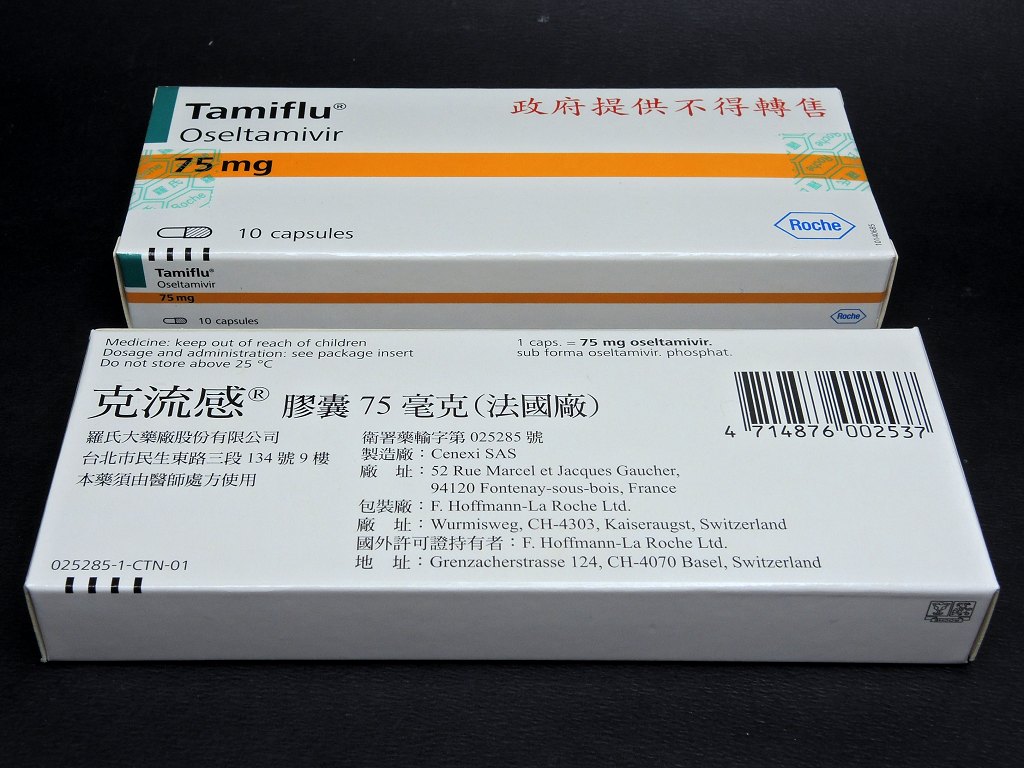 Tamiflu®
政府提供不得轉售
Oseltamivir
75 mg
羅氏
Roche
Roche
10 capsules
Roche
10140685
Tamiflu®
Oseltamivir
75 mg
10 capsules
Roche
Medicine: keep out of reach of children
Dosage and administration: see package insert
Do not store above 25 °C
1 caps. = 75 mg oseltamivir.
sub forma oseltamivir. phosphat.
克流感® 膠囊 75 毫克(法國廠)
4 714876 002537
羅氏大藥廠股份有限公司
台北市民生東路三段 134 號 9 樓
本藥須由醫師處方使用
衛署藥輸字第 025285 號
製造廠：Cenexi SAS
廠 址：52 Rue Marcel et Jacques Gaucher,
94120 Fontenay-sous-bois, France
包裝廠：F. Hoffmann-La Roche Ltd.
廠 址：Wurmisweg, CH-4303, Kaiseraugst, Switzerland
國外許可證持有者：F. Hoffmann-La Roche Ltd.
地 址：Grenzacherstrasse 124, CH-4070 Basel, Switzerland
025285-1-CTN-01